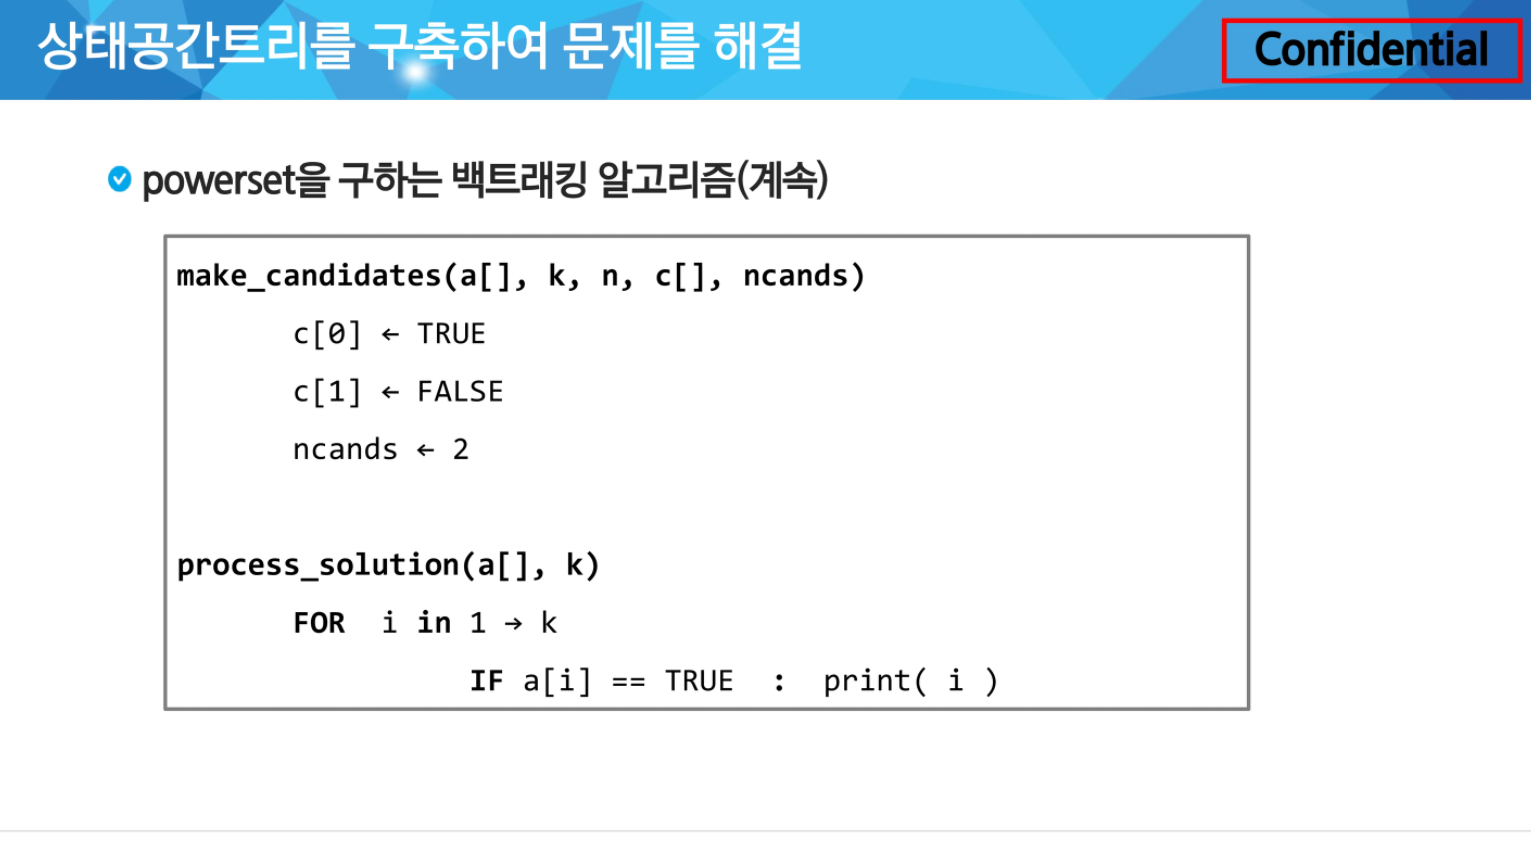 상태공간트리를 구축하여 문제를 해결
Confidential
powerset을 구하는 백트래킹 알고리즘(계속)
make_candidates(a[], k, n, c[], ncands)
c[0] ← TRUE
c[1] ← FALSE
ncands ← 2
process_solution(a[], k)
FOR i in 1 → k
IF a[i] == TRUE : print( i )